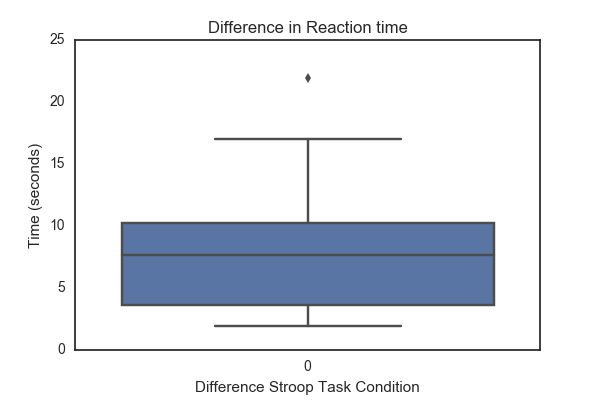 Difference in Reaction time
25
20
15
10
5
0
Time (seconds)
0
Difference Stroop Task Condition